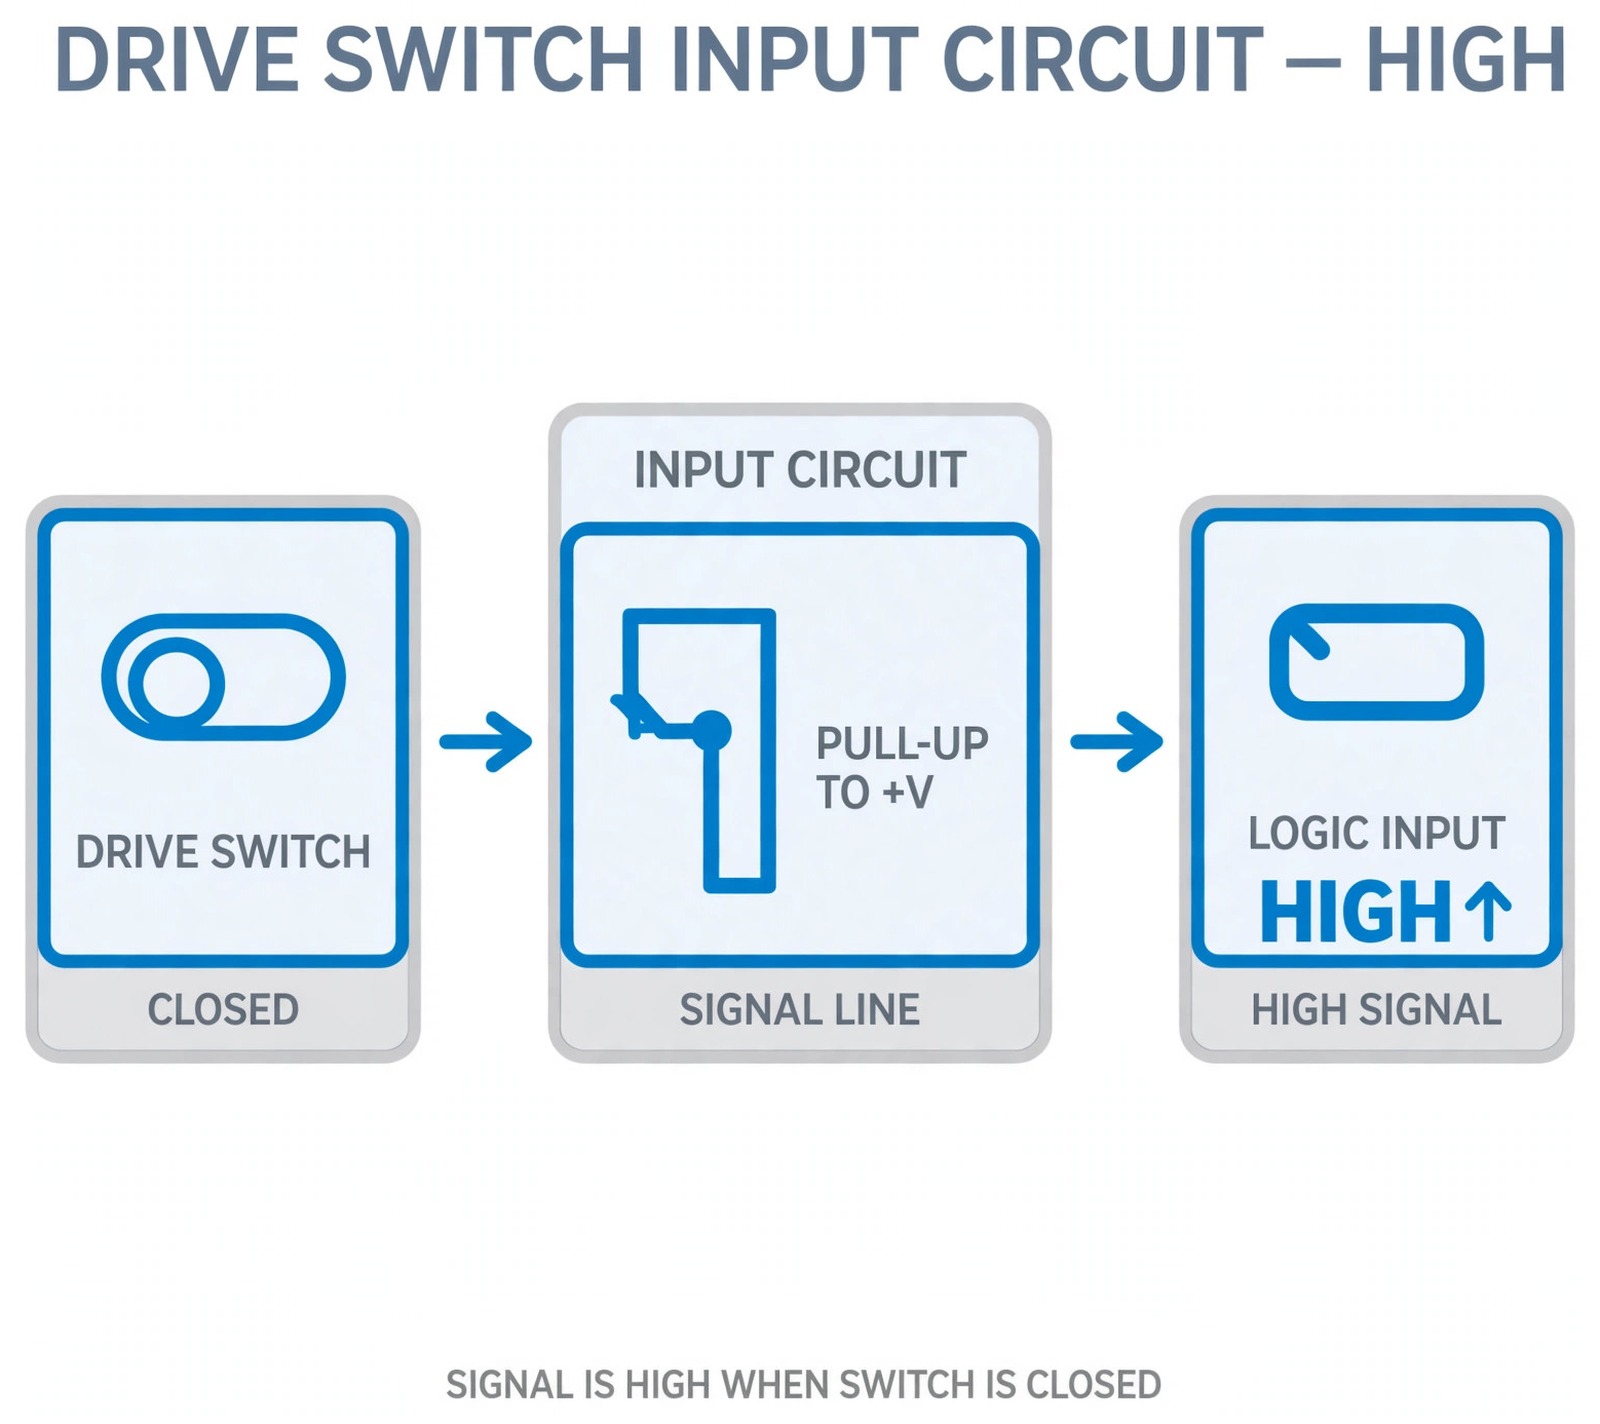 DRIVE SWITCH INPUT CIRCUIT – HIGH
DRIVE SWITCH
CLOSED
INPUT CIRCUIT
PULL-UP
TO +V
SIGNAL LINE
LOGIC INPUT
HIGH↑
HIGH SIGNAL
SIGNAL IS HIGH WHEN SWITCH IS CLOSED